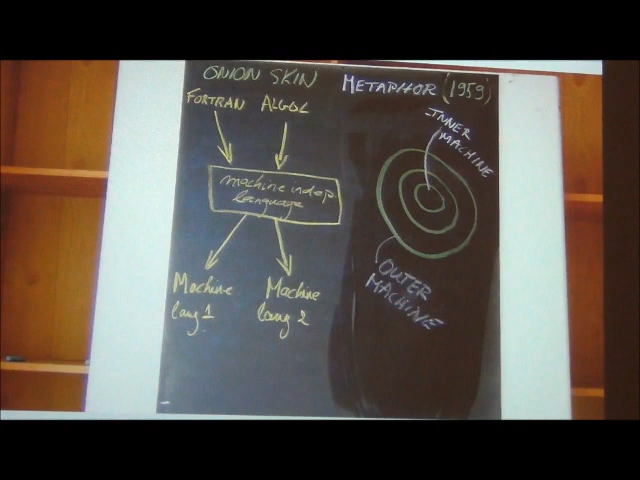 ONION SKIN METAPHOR (1959)
FORTRAN ALGOL
machine indep.
language
Machine
lang 1
Machine
lang 2
INNER
MACHINE
OUTER
MACHINE